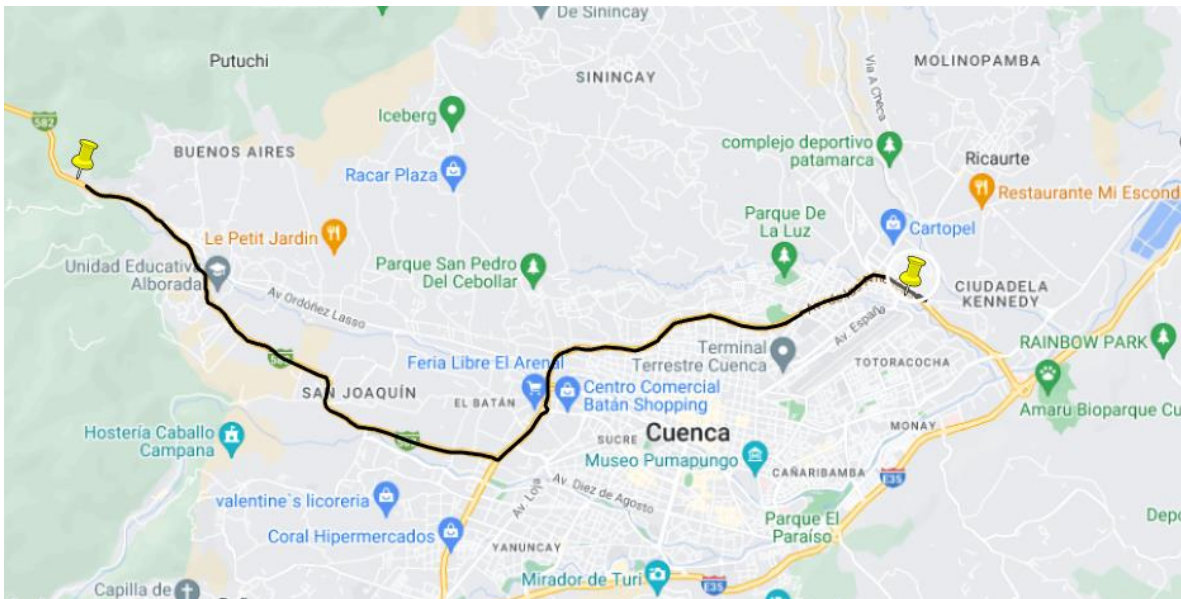 De Sinincay
Putuchi
SININCAY
MOLINOPAMBA
Vía A Checa
582
Iceberg
complejo deportivo
patamarca
BUENOS AIRES
Ricaurte
Racar Plaza
Restaurante Mi Escond
Parque De
La Luz
Le Petit Jardin
Cartopel
Unidad Educativa
Alborada
Parque San Pedro
Del Cebollar
CIUDADELA
KENNEDY
Av Ordóñez Lasso
Av. España
Terminal
Terrestre Cuenca
RAINBOW PARK
Feria Libre El Arenal
TOTORACOCHA
SAN JOAQUÍN
EL BATÁN
Centro Comercial
Batán Shopping
Amaru Bioparque Cu
Hostería Caballo
Campana
SUCRE
Cuenca
MONAY
Museo Pumapungo
CAÑARIBAMBA
E35
Av. Loja
Av. Diez de Agosto
valentine`s licoreria
Parque El
Paraíso
Depo
Coral Hipermercados
YANUNCAY
Mirador de Turi
E35
Capilla de